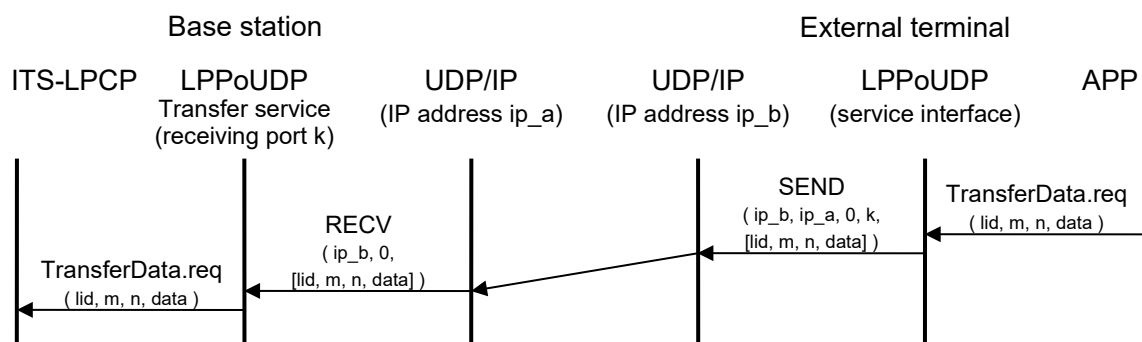 Base station
External terminal
ITS-LPCP
LPPoUDP
UDP/IP
UDP/IP
LPPoUDP
APP
Transfer service
(receiving port k)
(IP address ip_a)
(IP address ip_b)
(service interface)
TransferData.req
( lid, m, n, data )
SEND
( ip_b, ip_a, 0, k,
[lid, m, n, data] )
RECV
( ip_b, 0,
[lid, m, n, data] )
TransferData.req
( lid, m, n, data )